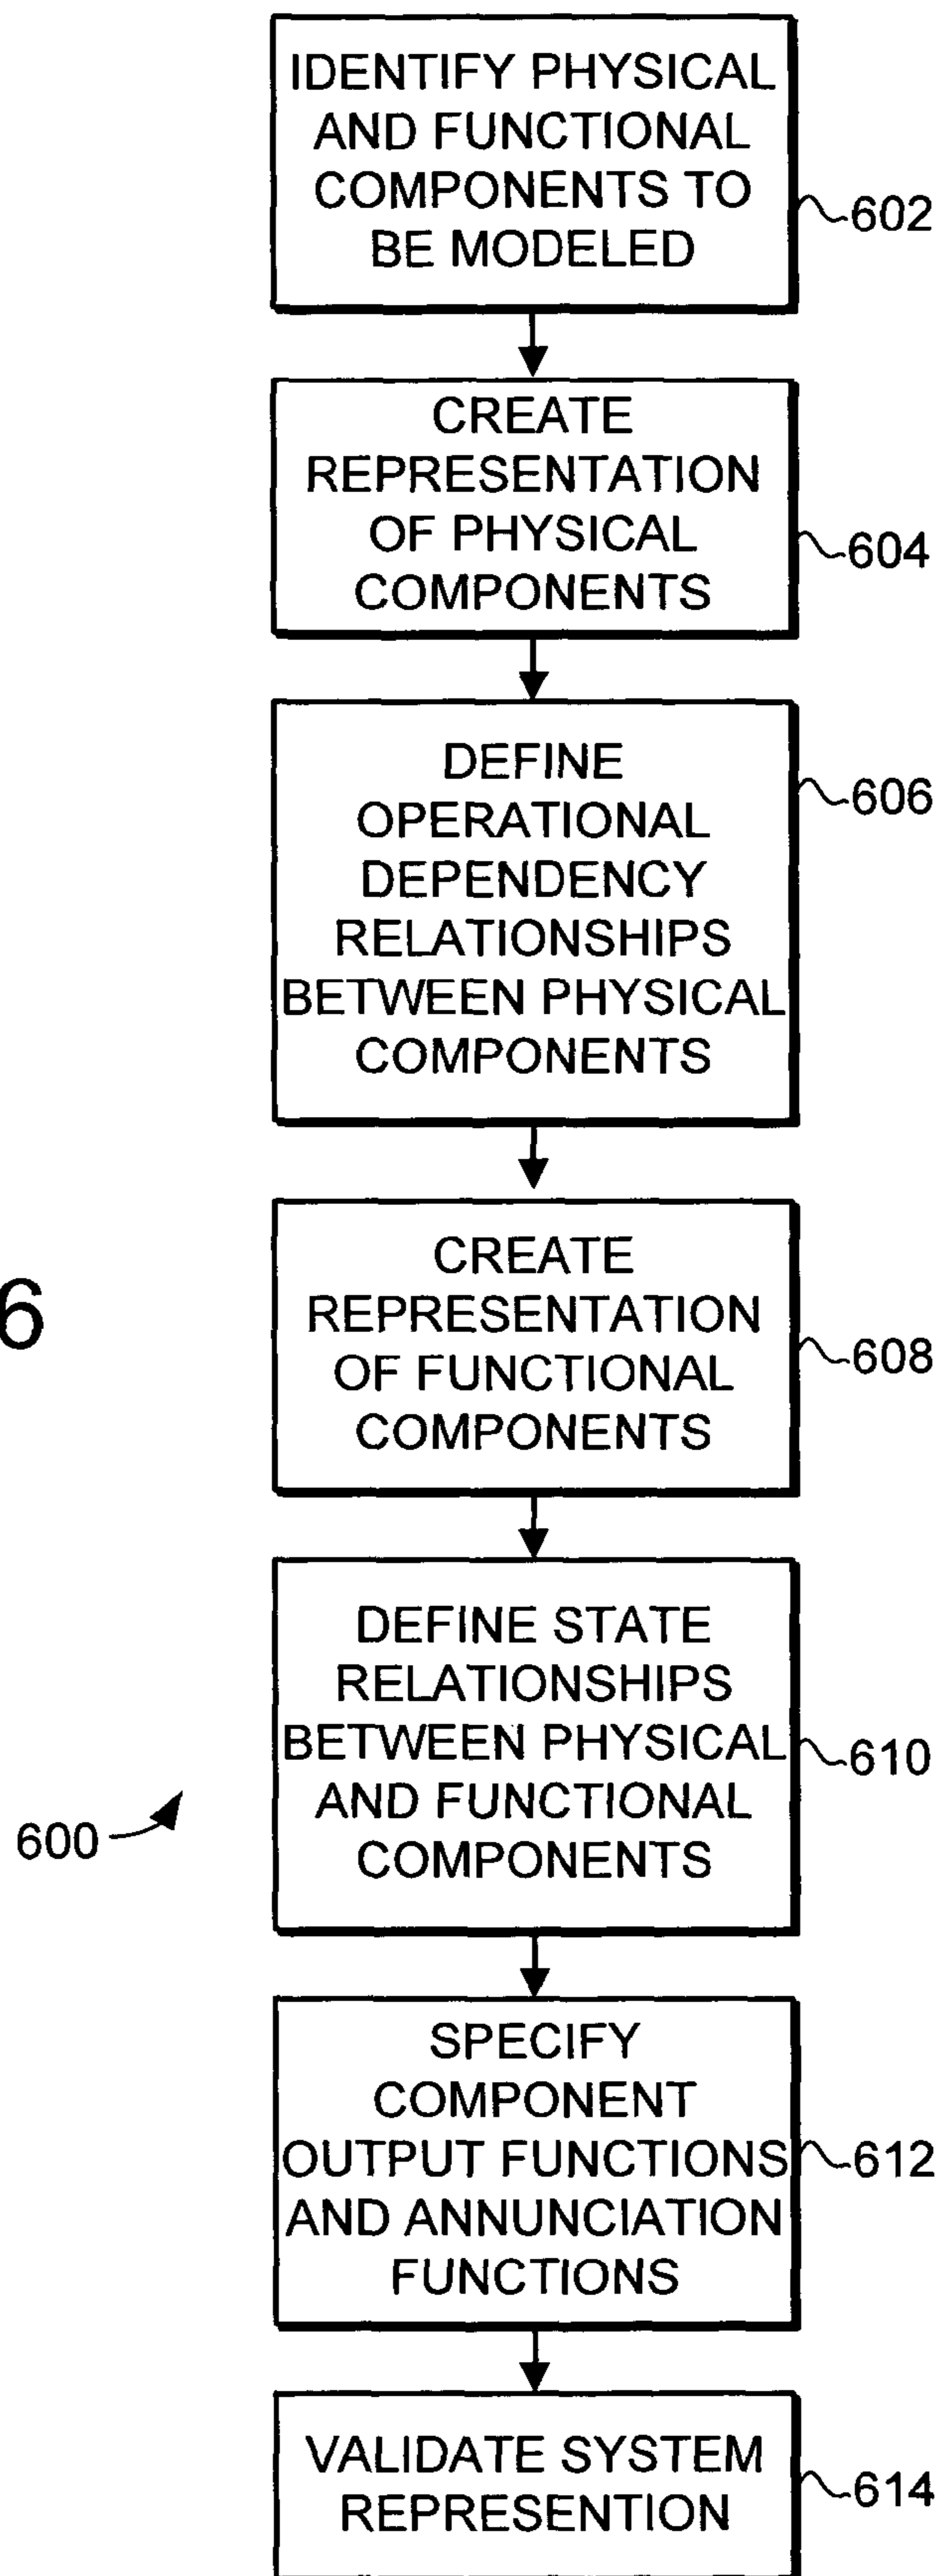 IDENTIFY PHYSICAL
AND FUNCTIONAL
COMPONENTS TO
BE MODELED
602
CREATE
REPRESENTATION
OF PHYSICAL
COMPONENTS
604
DEFINE
OPERATIONAL
DEPENDENCY
RELATIONSHIPS
BETWEEN PHYSICAL
COMPONENTS
606
CREATE
REPRESENTATION
OF FUNCTIONAL
COMPONENTS
608
6
DEFINE STATE
RELATIONSHIPS
BETWEEN PHYSICAL
AND FUNCTIONAL
COMPONENTS
610
600
SPECIFY
COMPONENT
OUTPUT FUNCTIONS
AND ANNUNCIATION
FUNCTIONS
612
VALIDATE SYSTEM
REPRESENTION
614